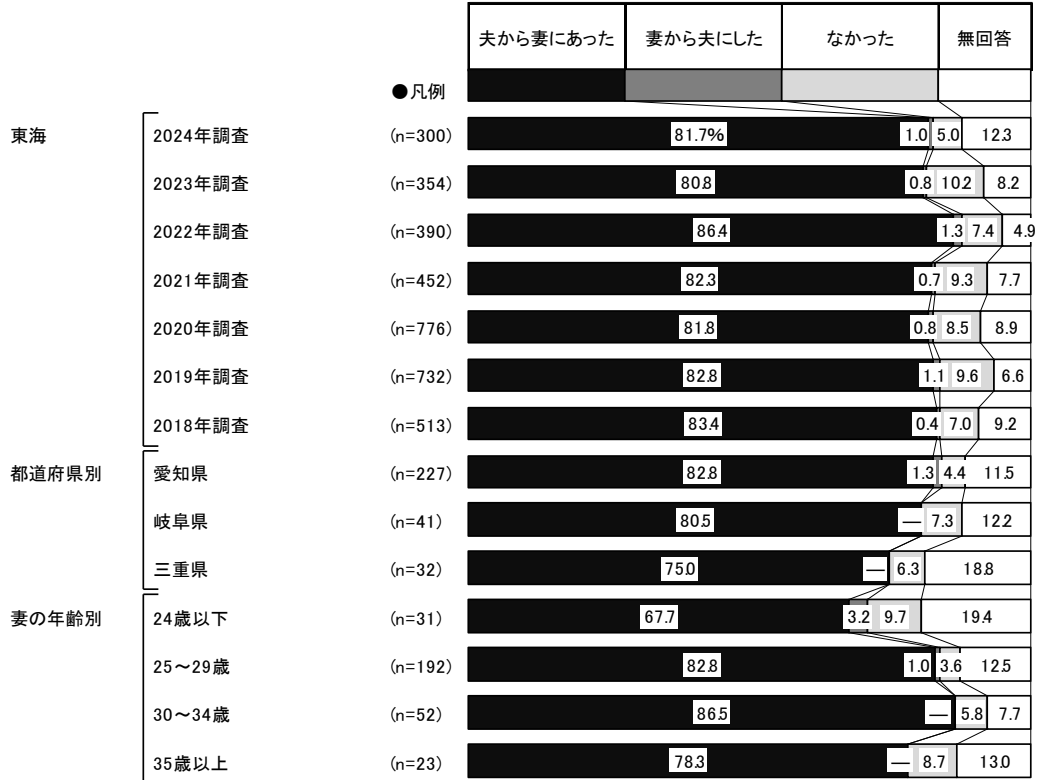 夫から妻にあった 妻から夫にした なかった 無回答
●凡例
東海 2024年調査 (n=300) 81.7% 1.0 5.0 12.3
2023年調査 (n=354) 80.8 0.8 10.2 8.2
2022年調査 (n=390) 86.4 1.3 7.4 4.9
2021年調査 (n=452) 82.3 0.7 9.3 7.7
2020年調査 (n=776) 81.8 0.8 8.5 8.9
2019年調査 (n=732) 82.8 1.1 9.6 6.6
2018年調査 (n=513) 83.4 0.4 7.0 9.2
都道府県別 愛知県 (n=227) 82.8 1.3 4.4 11.5
岐阜県 (n=41) 80.5 ― 7.3 12.2
三重県 (n=32) 75.0 ― 6.3 18.8
妻の年齢別 24歳以下 (n=31) 67.7 3.2 9.7 19.4
25～29歳 (n=192) 82.8 1.0 3.6 12.5
30～34歳 (n=52) 86.5 ― 5.8 7.7
35歳以上 (n=23) 78.3 ― 8.7 13.0